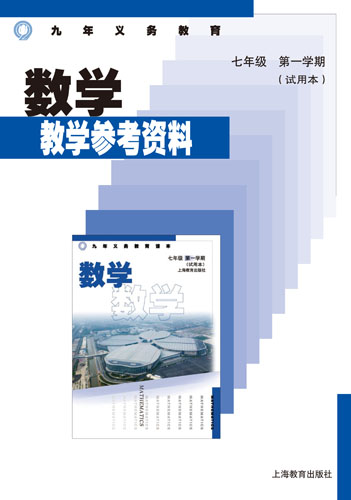 九年义务教育
七年级 第一学期
（试用本）
数学
教学参考资料
九年义务教育课本
七年级 第一学期
（试用本）
上海教育出版社
数学
数学
MATHEMATICS
MATHEMATICS
上海教育出版社